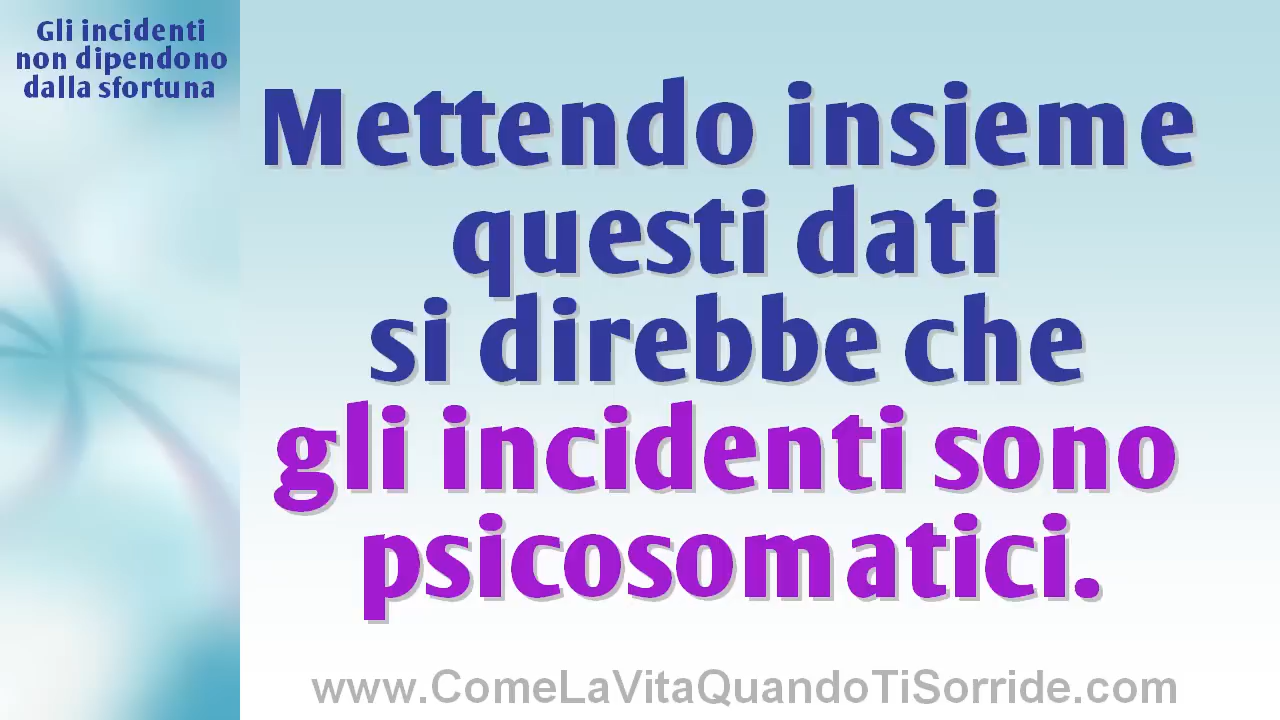 Gli incidenti
non dipendono
dalla sfortuna
Mettendo insieme
questi dati
si direbbe che
gli incidenti sono
psicosomatici.
www.ComeLaVitaQuandoTiSorride.com